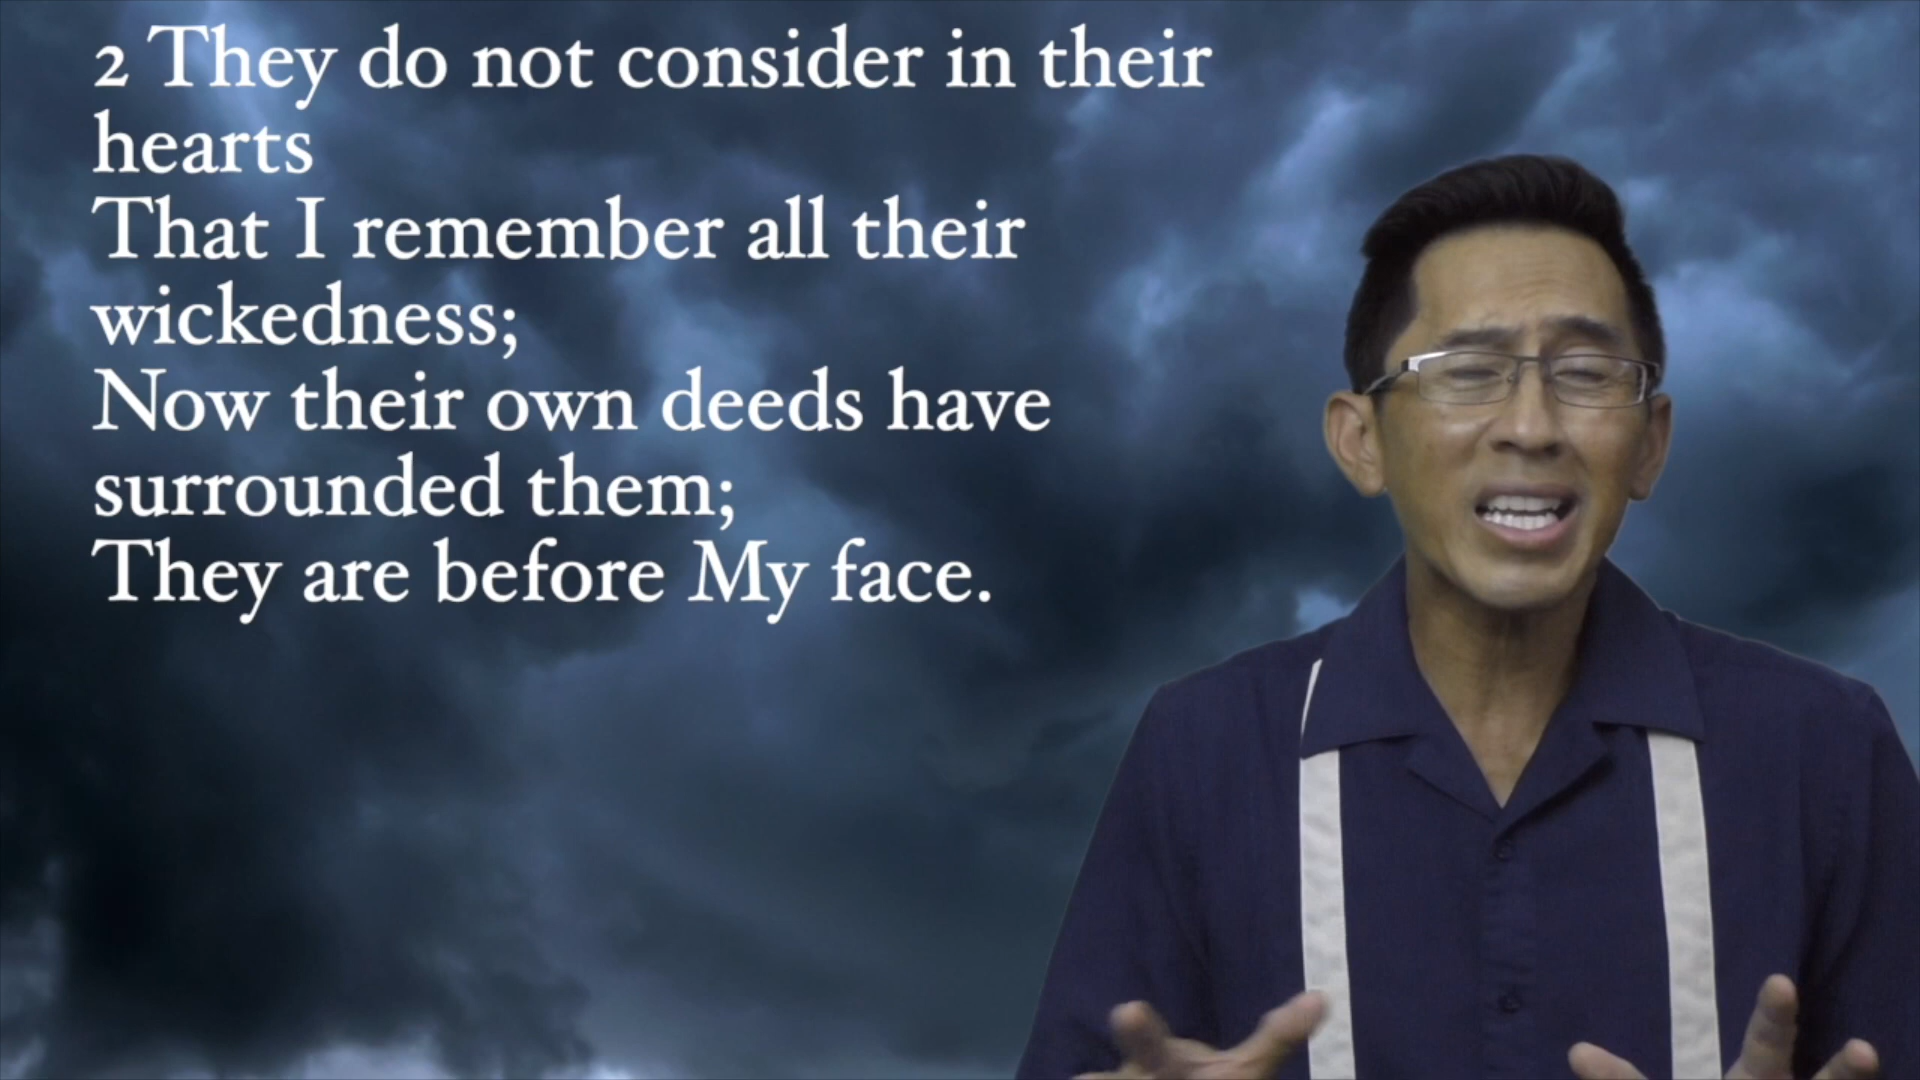 2 They do not consider in their
hearts
That I remember all their
wickedness;
Now their own deeds have
surrounded them;
They are before My face.